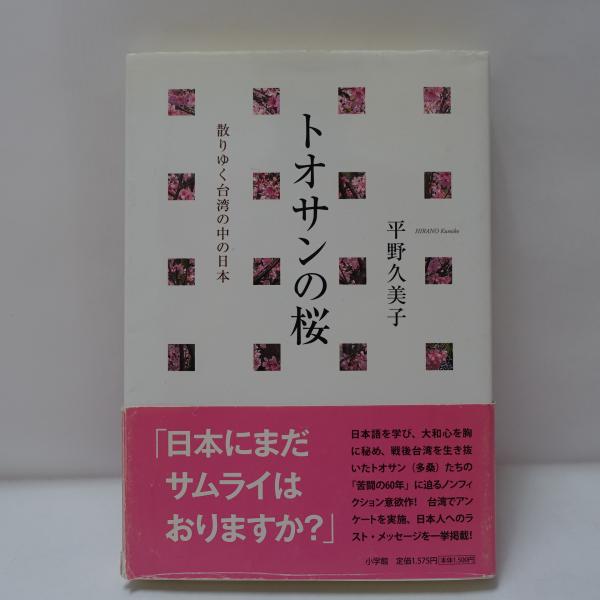 トオサンの桜
散りゆく台湾の中の日本
平野久美子
HIRANO Kumiko
「日本にまだ
サムライは
おりますか?」
日本語を学び、大和心を胸
に秘め、戦後台湾を生き抜
いたトオサン(多桑)たちの
「苦闘の60年」に迫るノンフィ
クション意欲作! 台湾でアン
ケートを実施、日本人へのラ
スト・メッセージを一挙掲載!
小学館 定価1,575円 本体1,500円